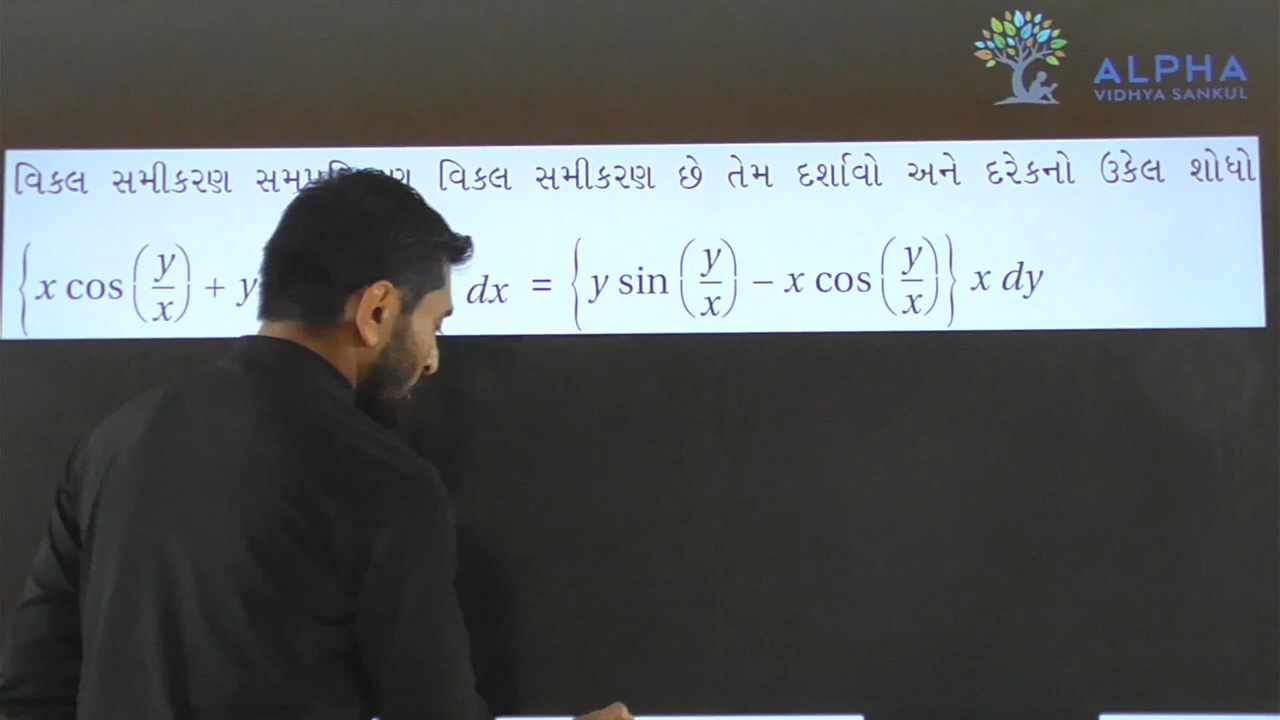 ALPHA
VIDHYA SANKUL
વિકલ સમીકરણ વિકલ સમીકરણ છે તેમ દર્શાવો અને દરેકનો ઉકેલ શોધો
{x cos(y/x) + y dx = {y sin(y/x) − x cos(y/x)} x dy